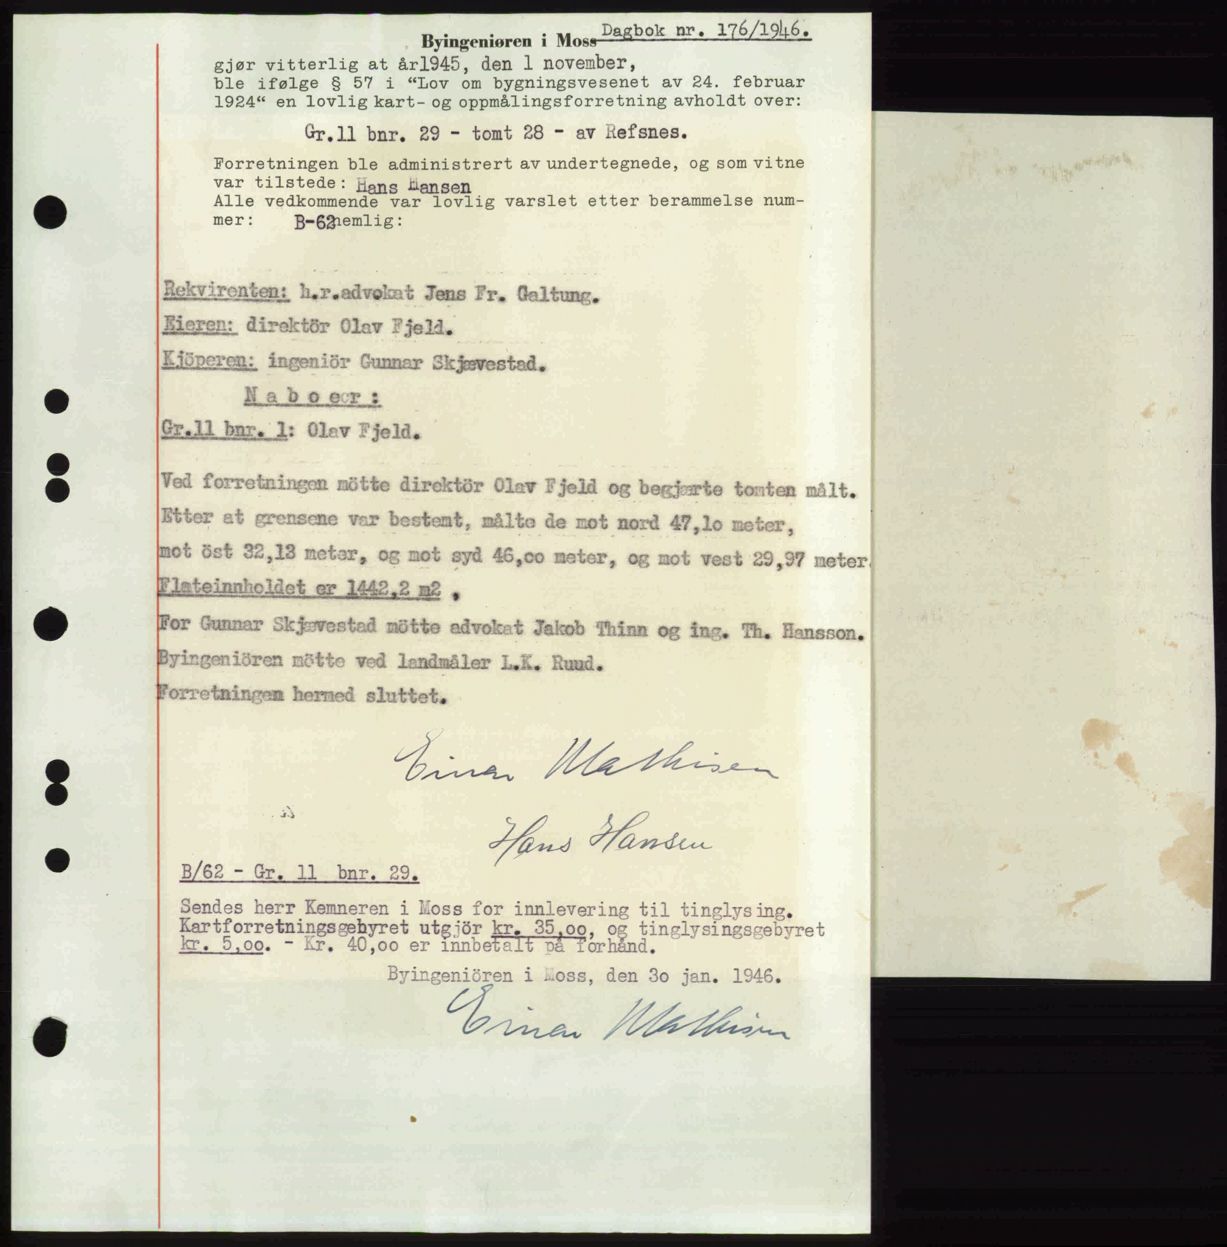 Dagbok nr. 176/1946.
Byingeniøren i Moss
gjør vitterlig at år1945, den 1 november,
ble ifølge § 57 i “Lov om bygningsvesenet av 24. februar
1924“ en lovlig kart- og oppmålingsforretning avholdt over:
Gr.11 bnr. 29 - tomt 28 - av Refsnes.
Forretningen ble administrert av undertegnede, og som vitne
var tilstede: Hans Hansen
Alle vedkommende var lovlig varslet etter berammelse num-
mer: B-62 nemlig:
Rekvirenten: h.r.advokat Jens Fr. Galtung.
Eieren: direktör Olav Fjeld.
Kjöperen: ingeniör Gunnar Skjævestad.
N a b o e r :
Gr.11 bnr. 1: Olav Fjeld.
Ved forretningen mötte direktör Olav Fjeld og begjærte tomten målt.
Etter at grensene var bestemt, målte de mot nord 47,1o meter,
mot öst 32,13 meter, og mot syd 46,oo meter, og mot vest 29,97 meter.
Flateinnholdet er 1442,2 m2 .
For Gunnar Skjævestad mötte advokat Jakob Thinn og ing. Th. Hansson.
Byingeniören mötte ved landmåler L.K. Ruud.
Forretningen hermed sluttet.
Einar Mathisen
Hans Hansen
B/62 - Gr. 11 bnr. 29.
Sendes herr Kemneren i Moss for innlevering til tinglysing.
Kartforretningsgebyret utgjör kr. 35,oo, og tinglysingsgebyret
kr. 5,oo. - Kr. 40,oo er innbetalt på forhånd.
Byingeniören i Moss, den 3o jan. 1946.
Einar Mathisen